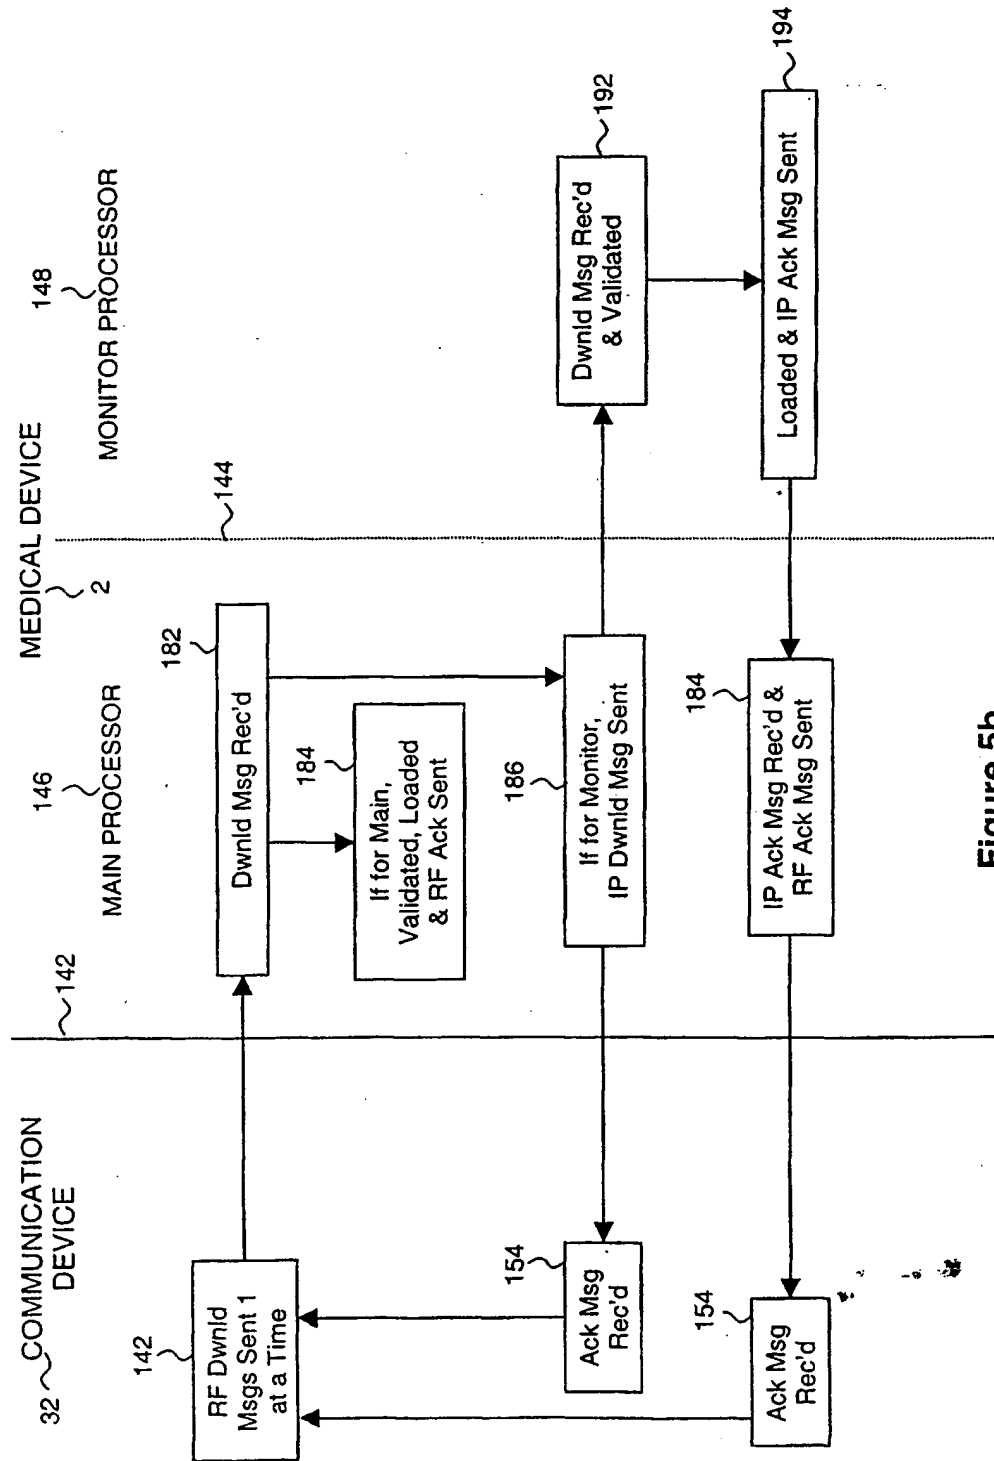 32 COMMUNICATION
DEVICE
142
MEDICAL DEVICE
2
146
MAIN PROCESSOR
144
148
MONITOR PROCESSOR
142
RF Dwnld
Msgs Sent 1
at a Time
182
Dwnld Msg Rec'd
184
If for Main,
Validated, Loaded
& RF Ack Sent
154
Ack Msg
Rec'd
186
If for Monitor,
IP Dwnld Msg Sent
192
Dwnld Msg Rec'd
& Validated
154
Ack Msg
Rec'd
184
IP Ack Msg Rec'd &
RF Ack Msg Sent
194
Loaded & IP Ack Msg Sent
Figure 5b